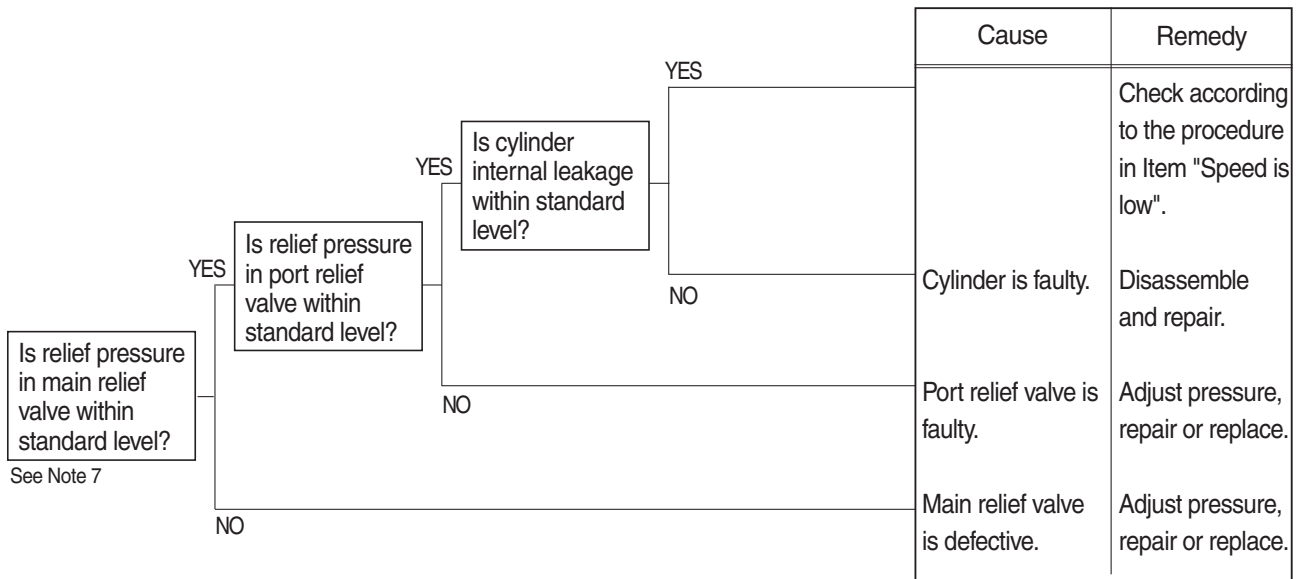 Cause
Remedy
YES
Check according
to the procedure
in Item "Speed is
low".
Is cylinder
internal leakage
within standard
level?
YES
Is relief pressure
in port relief
valve within
standard level?
YES
NO
Cylinder is faulty.
Disassemble
and repair.
Is relief pressure
in main relief
valve within
standard level?
See Note 7
NO
Port relief valve is
faulty.
Adjust pressure,
repair or replace.
NO
Main relief valve
is defective.
Adjust pressure,
repair or replace.